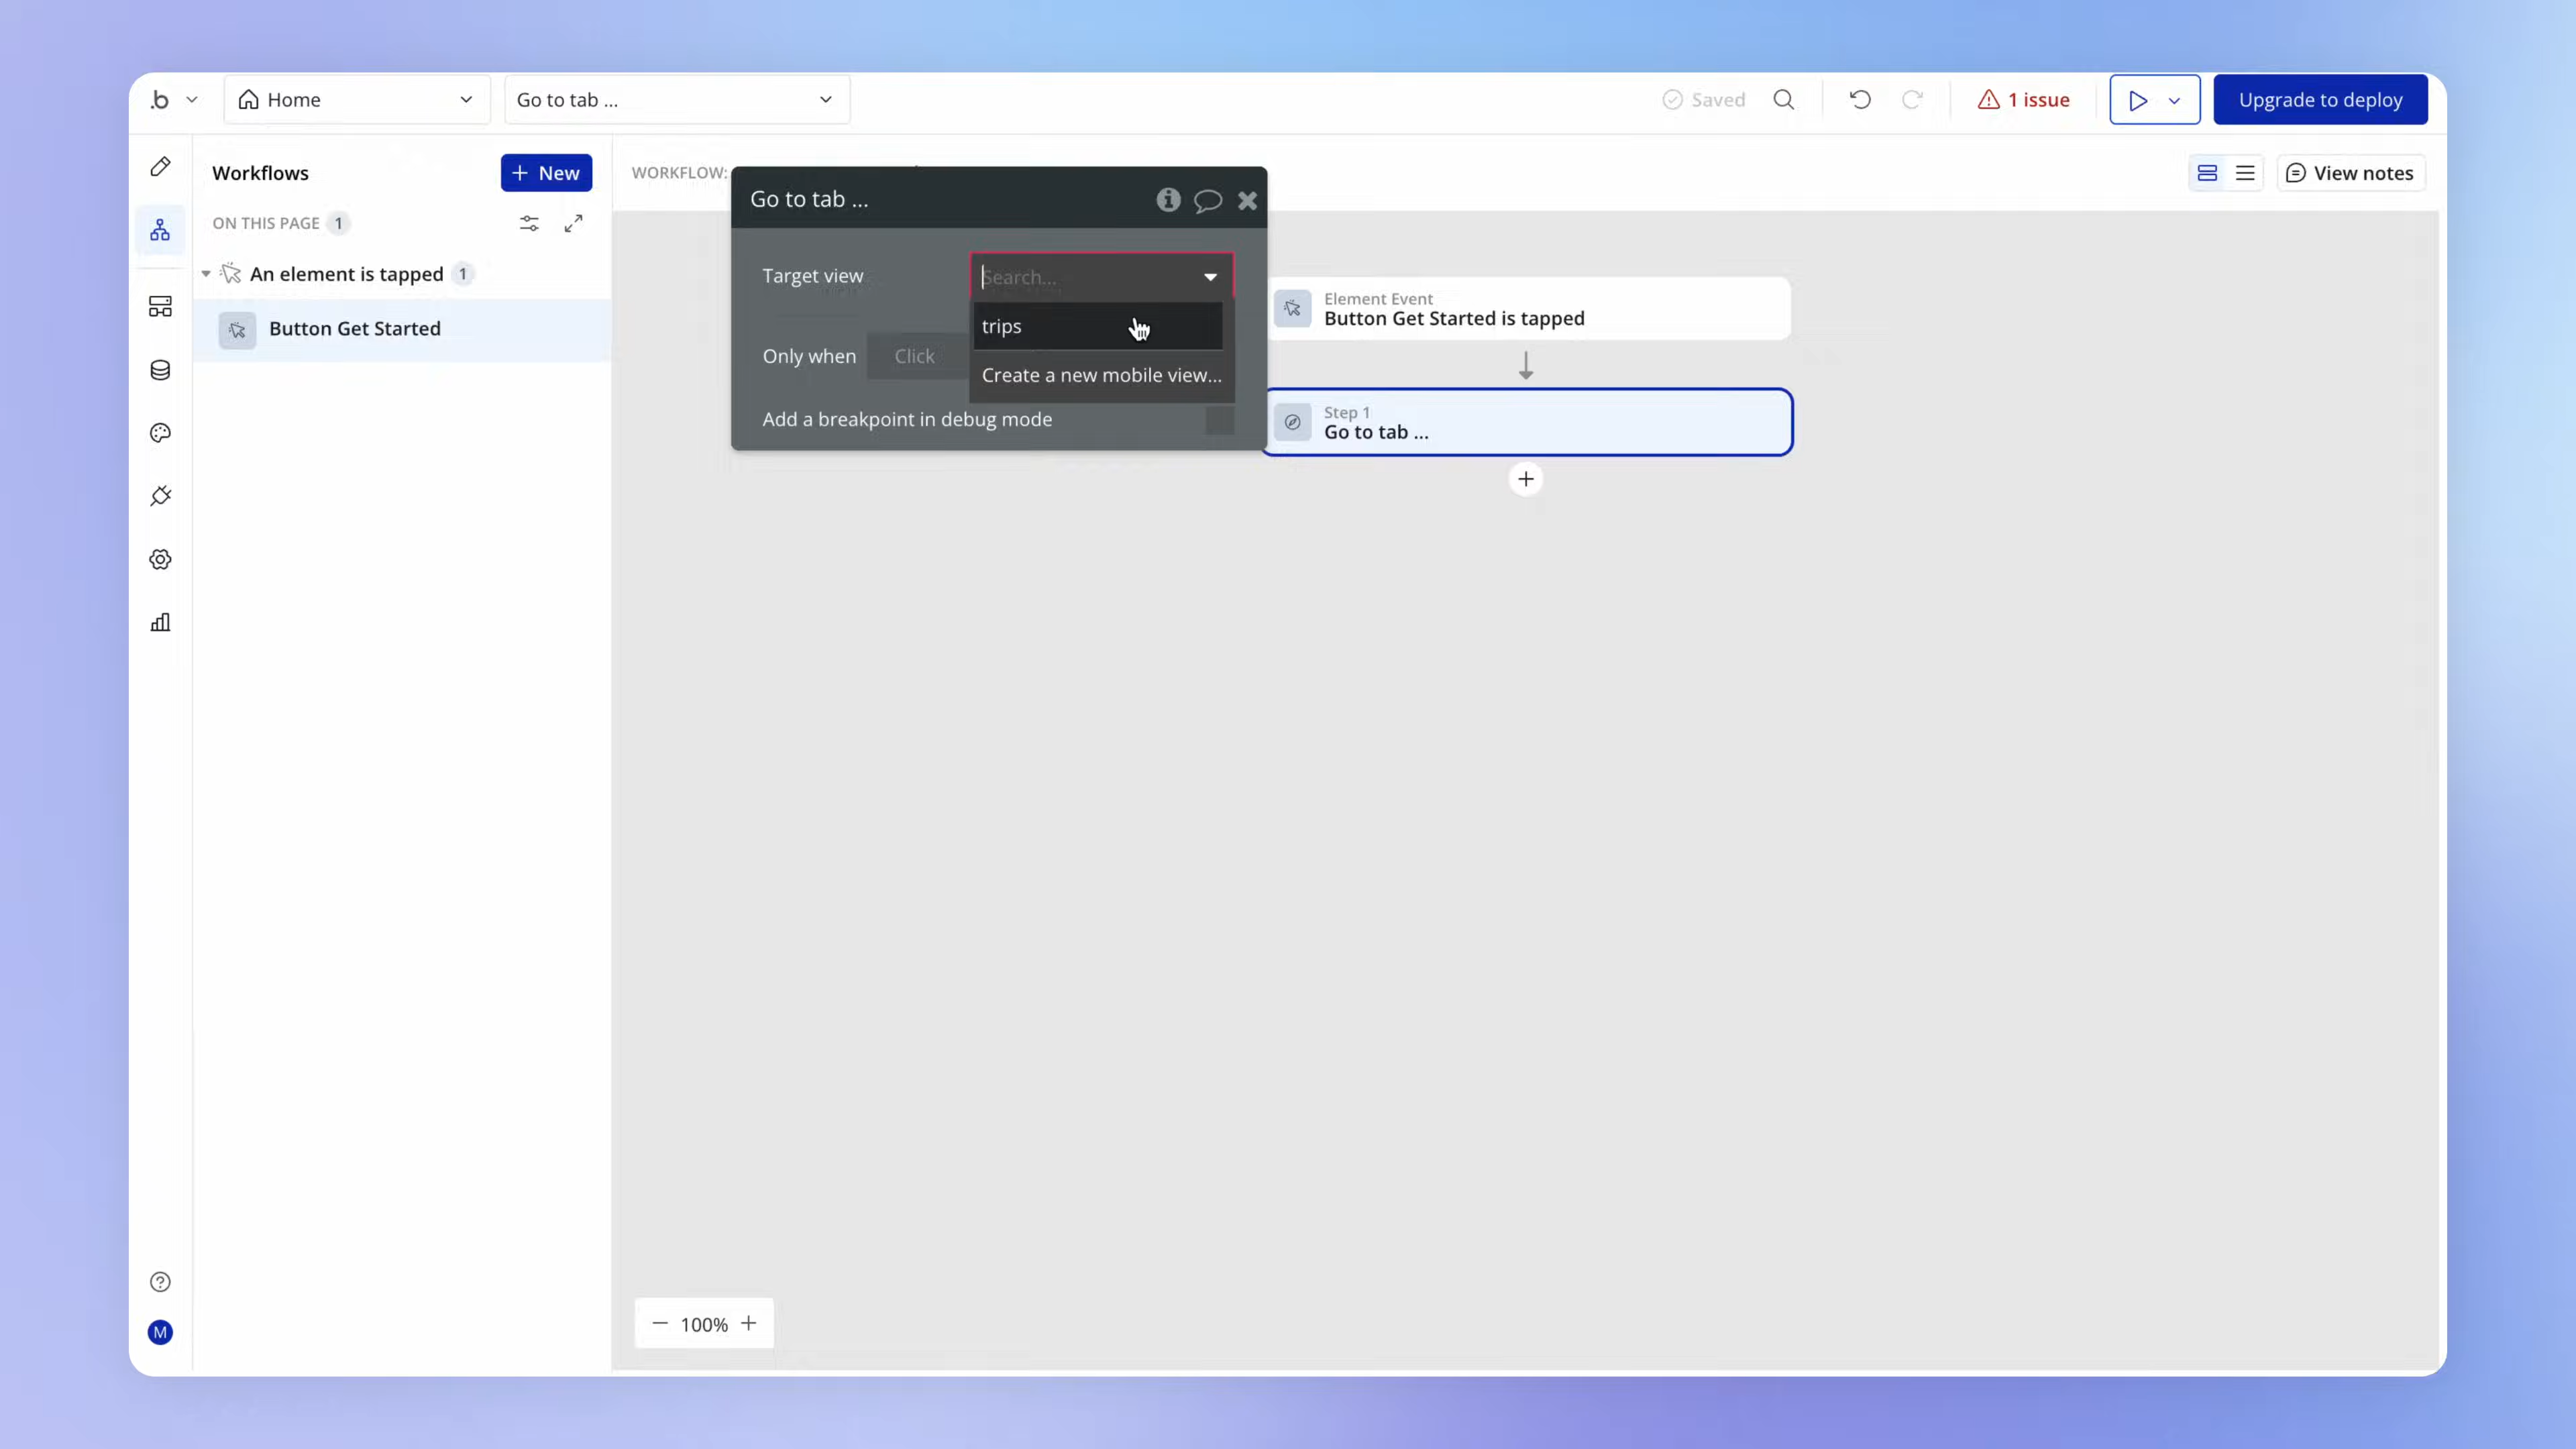 .b
Home
Go to tab ...
Saved
1 issue
Upgrade to deploy
Workflows
+ New
WORKFLOW:
View notes
ON THIS PAGE 1
An element is tapped 1
Button Get Started
Go to tab ...
Target view
Search...
trips
Create a new mobile view...
Only when
Click
Add a breakpoint in debug mode
Element Event
Button Get Started is tapped
Step 1
Go to tab ...
100%
M